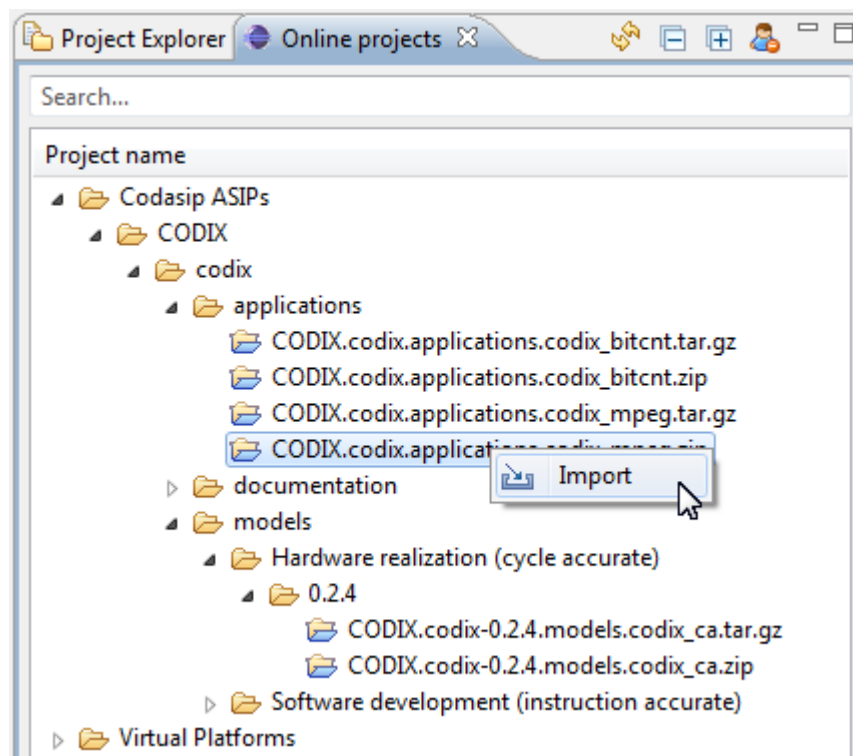 Project Explorer Online projects
Search...
Project name
Codasip ASIPs
CODIX
codix
applications
CODIX.codix.applications.codix_bitcnt.tar.gz
CODIX.codix.applications.codix_bitcnt.zip
CODIX.codix.applications.codix_mpeg.tar.gz
CODIX.codix.applications.codix_mpeg.zip
Import
documentation
models
Hardware realization (cycle accurate)
0.2.4
CODIX.codix-0.2.4.models.codix_ca.tar.gz
CODIX.codix-0.2.4.models.codix_ca.zip
Software development (instruction accurate)
Virtual Platforms